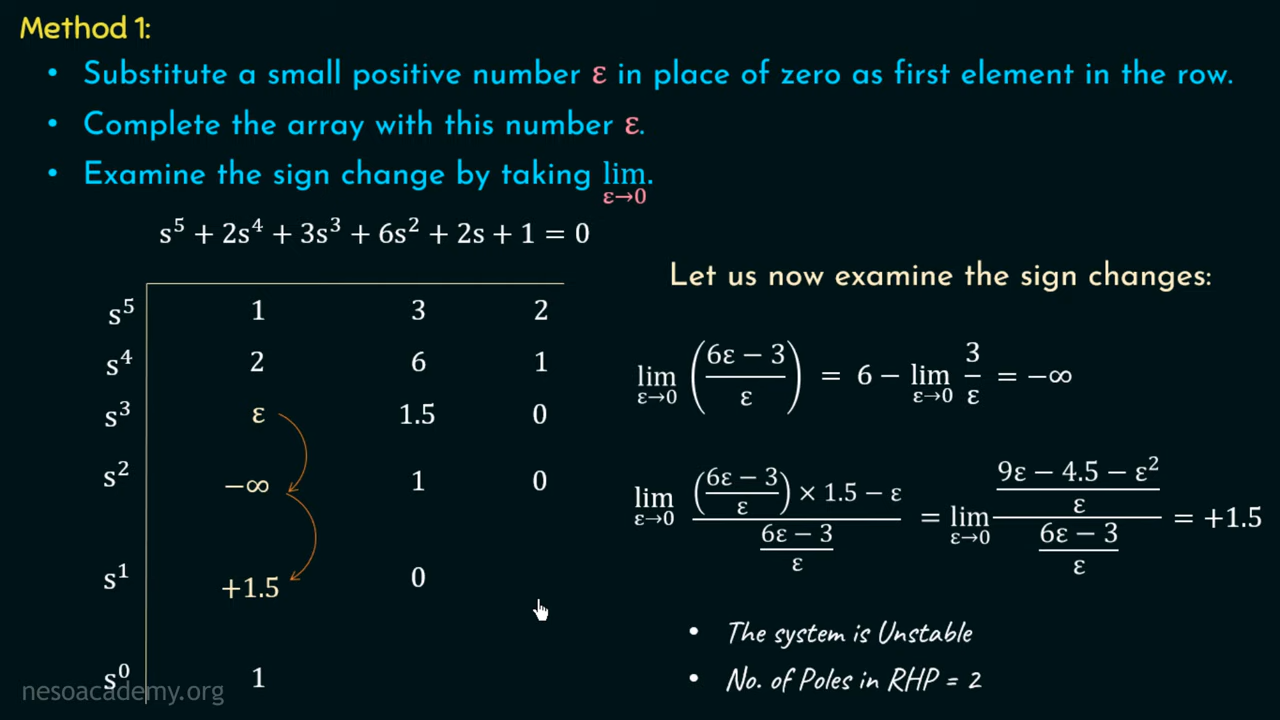 Method 1:
• Substitute a small positive number ε in place of zero as first element in the row.
• Complete the array with this number ε.
• Examine the sign change by taking lim.
ε→0
s⁵ + 2s⁴ + 3s³ + 6s² + 2s + 1 = 0
s⁵ 1 3 2
s⁴ 2 6 1
s³ ε 1.5 0
s² −∞ 1 0
s¹ +1.5 0
s⁰ 1
Let us now examine the sign changes:
lim ε→0 ((6ε − 3)/ε) = 6 − lim ε→0 3/ε = −∞
lim ε→0 (((6ε − 3)/ε) × 1.5 − ε)/((6ε − 3)/ε) = lim ε→0 ((9ε − 4.5 − ε²)/ε)/((6ε − 3)/ε) = +1.5
• The system is Unstable
• No. of Poles in RHP = 2
nesoacademy.org